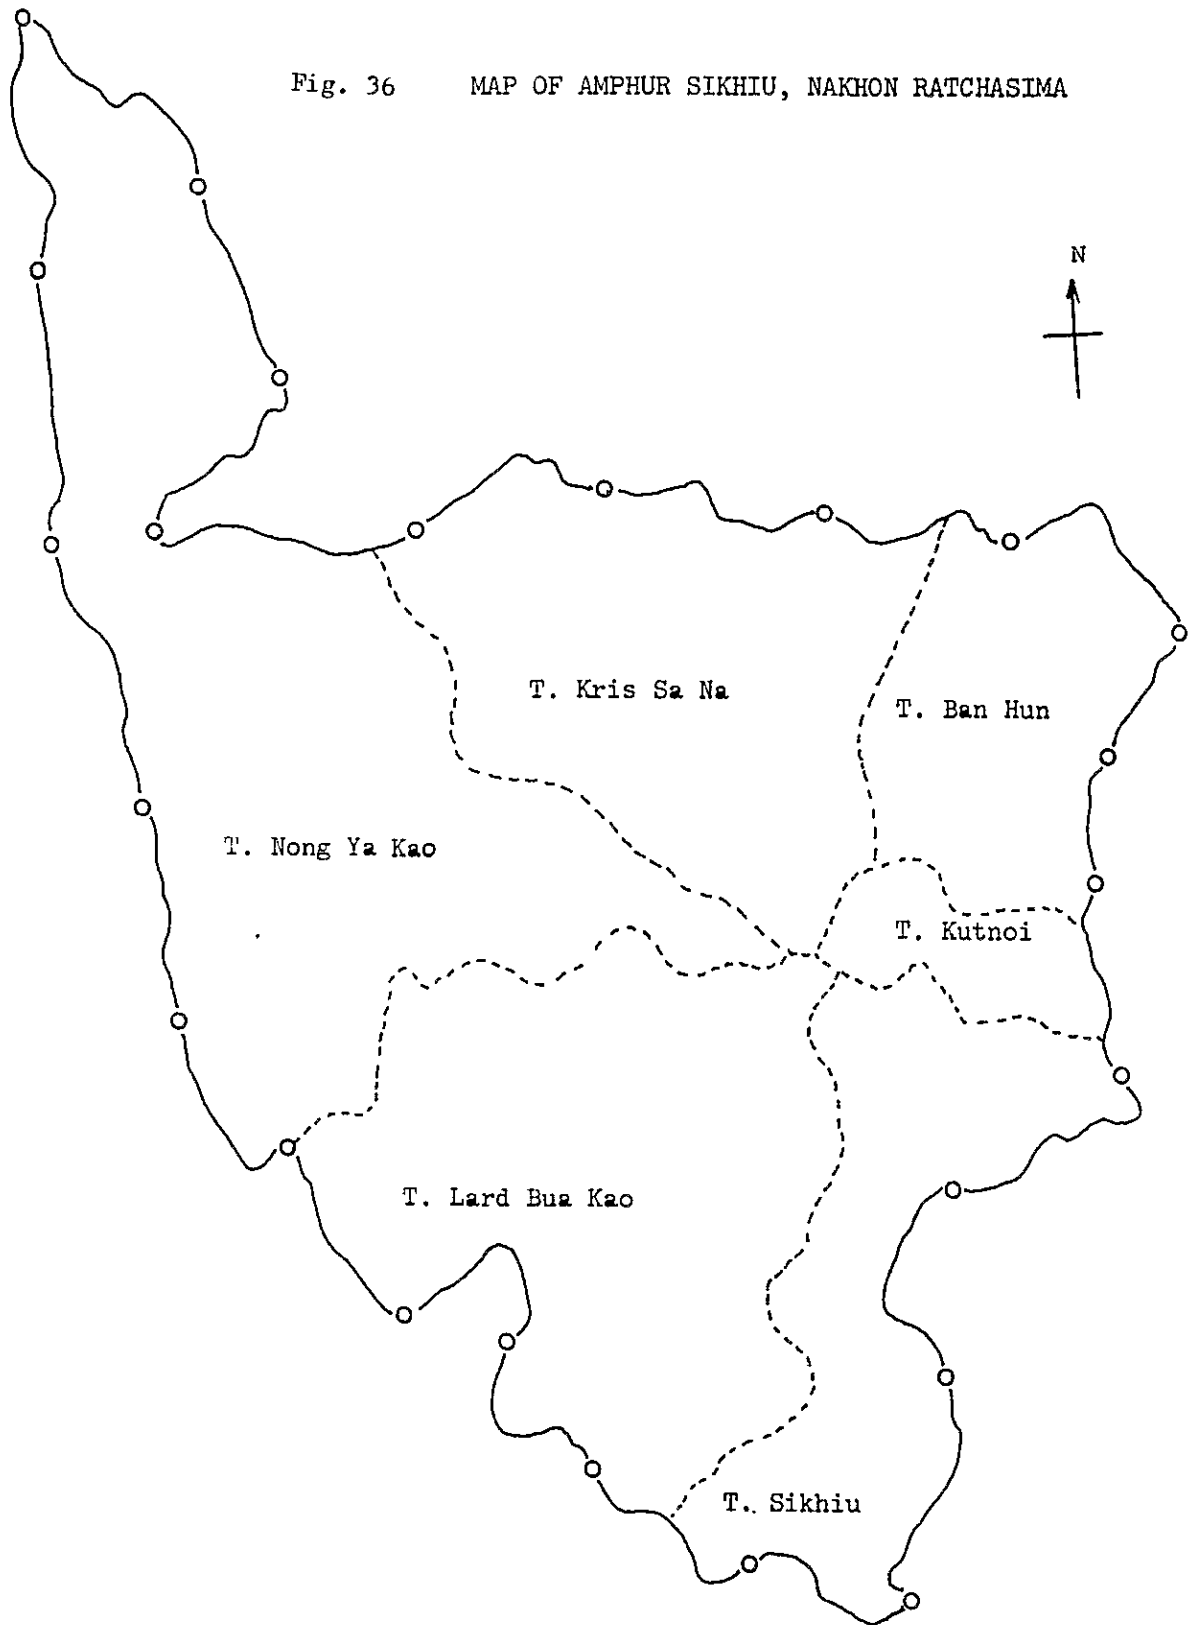 Fig. 36 MAP OF AMPHUR SIKHIU, NAKHON RATCHASIMA
N
T. Kris Sa Na
T. Ban Hun
T. Nong Ya Kao
T. Kutnoi
T. Lard Bua Kao
T. Sikhiu